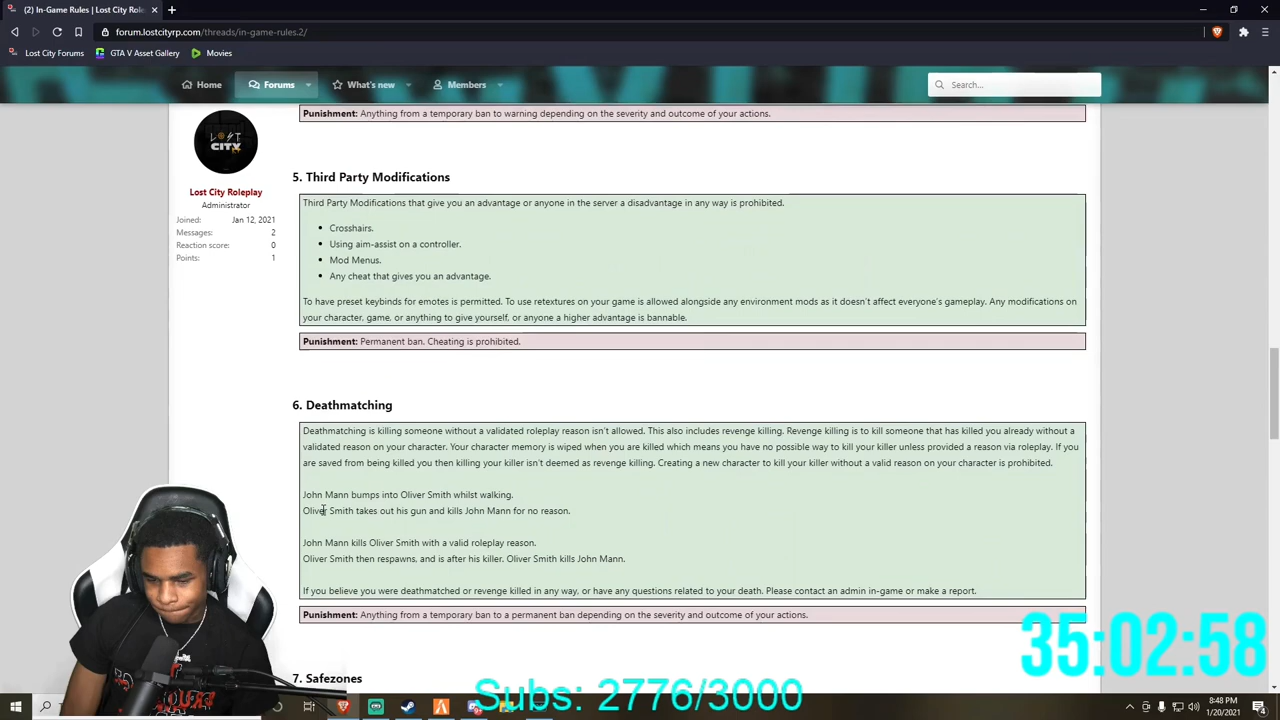 (2) In-Game Rules | Lost City Role
forum.lostcityrp.com/threads/in-game-rules.2/
Lost City Forums
GTA V Asset Gallery
Movies
Home
Forums
What's new
Members
Search...
Punishment: Anything from a temporary ban to warning depending on the severity and outcome of your actions.
LOST
CITY RP
Lost City Roleplay
Administrator
Joined: Jan 12, 2021
Messages: 2
Reaction score: 0
Points: 1
5. Third Party Modifications
Third Party Modifications that give you an advantage or anyone in the server a disadvantage in any way is prohibited.
• Crosshairs.
• Using aim-assist on a controller.
• Mod Menus.
• Any cheat that gives you an advantage.
To have preset keybinds for emotes is permitted. To use retextures on your game is allowed alongside any environment mods as it doesn't affect everyone's gameplay. Any modifications on
your character, game, or anything to give yourself, or anyone a higher advantage is bannable.
Punishment: Permanent ban. Cheating is prohibited.
6. Deathmatching
Deathmatching is killing someone without a validated roleplay reason isn't allowed. This also includes revenge killing. Revenge killing is to kill someone that has killed you already without a
validated reason on your character. Your character memory is wiped when you are killed which means you have no possible way to kill your killer unless provided a reason via roleplay. If you
are saved from being killed you then killing your killer isn't deemed as revenge killing. Creating a new character to kill your killer without a valid reason on your character is prohibited.
John Mann bumps into Oliver Smith whilst walking.
Oliver Smith takes out his gun and kills John Mann for no reason.
John Mann kills Oliver Smith with a valid roleplay reason.
Oliver Smith then respawns, and is after his killer. Oliver Smith kills John Mann.
If you believe you were deathmatched or revenge killed in any way, or have any questions related to your death. Please contact an admin in-game or make a report.
Punishment: Anything from a temporary ban to a permanent ban depending on the severity and outcome of your actions.
7. Safezones
35:02:58
Subs: 2776/3000
8:48 PM
1/20/2021